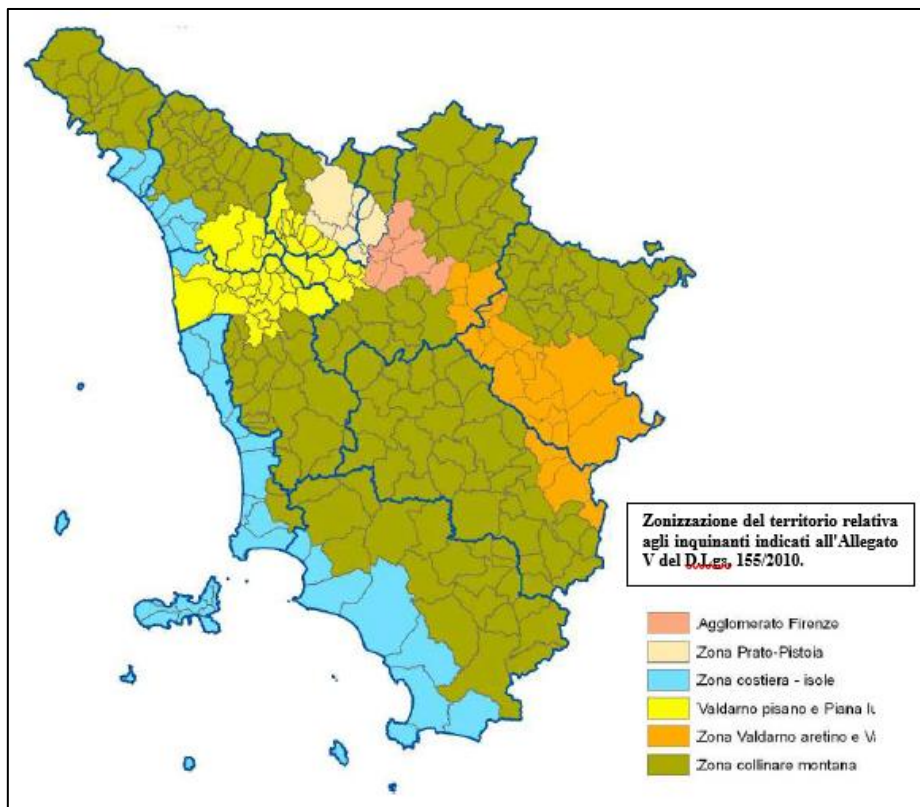 Zonizzazione del territorio relativa
agli inquinanti indicati all'Allegato
V del D.Lgs. 155/2010.
Agglomerato Firenze
Zona Prato-Pistoia
Zona costiera - isole
Valdarno pisano e Piana lu
Zona Valdarno aretino e Va
Zona collinare montana